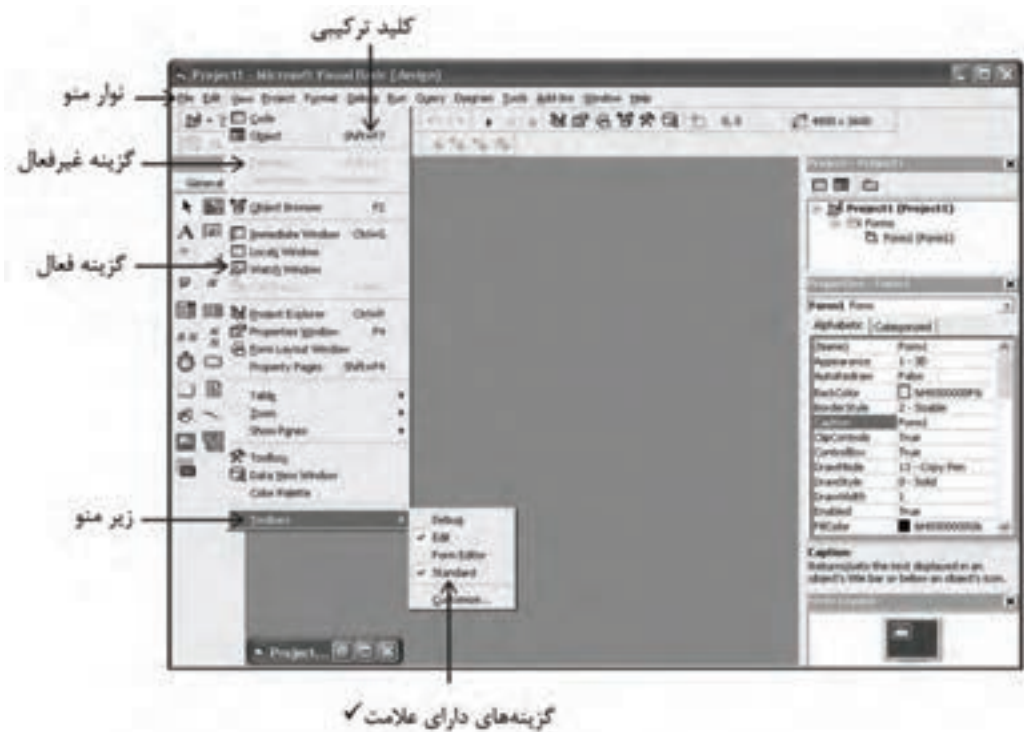 کلید ترکیبی
Project1 - Microsoft Visual Basic [design]
نوار منو
File Edit View Project Format Debug Run Query Diagram Tools Add-Ins Window Help
Code
Object Shift+F7
0, 0
گزینه غیرفعال
General
Object Browser F2
Immediate Window Ctrl+G
Locals Window
Watch Window
گزینه فعال
Project Explorer Ctrl+R
Properties Window F4
Form Layout Window
Property Pages Shift+F4
Table
Zoom
Show Panes
Toolbox
Data View Window
Color Palette
زیر منو
Toolbars
Debug
✓ Edit
Form Editor
✓ Standard
Customize...
Project...
Project - Project1
Project1 (Project1)
Forms
Form1 (Form1)
Properties - Form1
Form1 Form
Alphabetic Categorized
(Name) Form1
Appearance 1 - 3D
AutoRedraw False
BackColor
BorderStyle 2 - Sizable
Caption Form1
ClipControls True
ControlBox True
DrawMode 13 - Copy Pen
DrawStyle 0 - Solid
DrawWidth 1
Enabled True
FillColor
Caption
Returns/sets the text displayed in an
object's title bar or below an object's icon.
گزینه‌های دارای علامت ✓